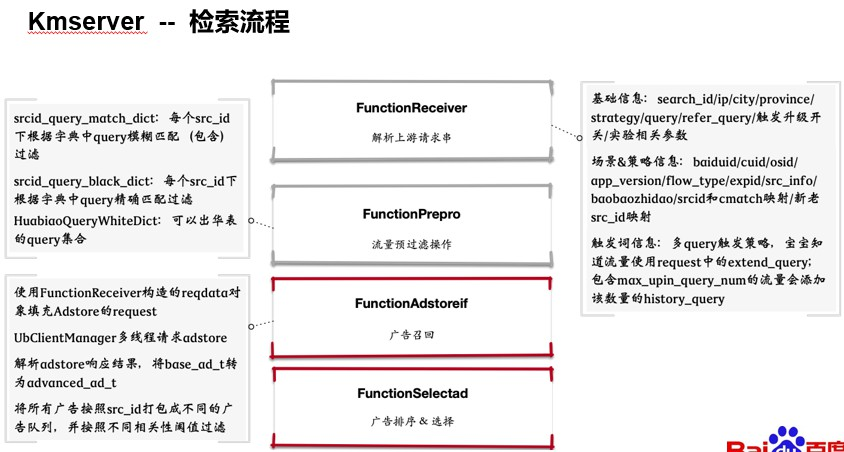 Kmserver -- 检索流程
srcid_query_match_dict: 每个src_id
下根据字典中query模糊匹配（包含）
过滤
srcid_query_black_dict: 每个src_id下
根据字典中query精确匹配过滤
HuabiaoQueryWhiteDict: 可以出华表
的query集合
FunctionReceiver
解析上游请求串
基础信息: search_id/ip/city/province/
strategy/query/refer_query/触发升级开
关/实验相关参数
场景&策略信息: baiduid/cuid/osid/
app_version/flow_type/expid/src_info/
baobaozhidao/srcid和cmatch映射/新老
src_id映射
触发词信息: 多query触发策略, 宝宝知
道流量使用request中的extend_query;
包含max_upin_query_num的流量会添加
该数量的history_query
FunctionPrepro
流量预过滤操作
使用FunctionReceiver构造的reqdata对
象填充Adstore的request
UbClientManager多线程请求adstore
解析adstore响应结果, 将base_ad_t转
为advanced_ad_t
将所有广告按照src_id打包成不同的广
告队列, 并按照不同相关性阈值过滤
FunctionAdstoreif
广告召回
FunctionSelectad
广告排序 & 选择
Bai du 百度